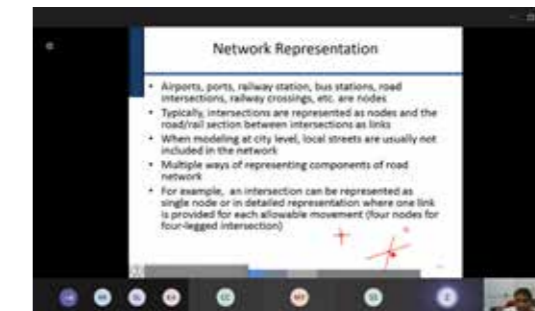 Network Representation
• Airports, ports, railway station, bus stations, road
intersections, railway crossings, etc. are nodes
• Typically, intersections are represented as nodes and the
road/rail section between intersections as links
• When modeling at city level, local streets are usually not
included in the network
• Multiple ways of representing components of road
network
• For example, an intersection can be represented as
single node or in detailed representation where one link
is provided for each allowable movement (four nodes for
four-legged intersection)